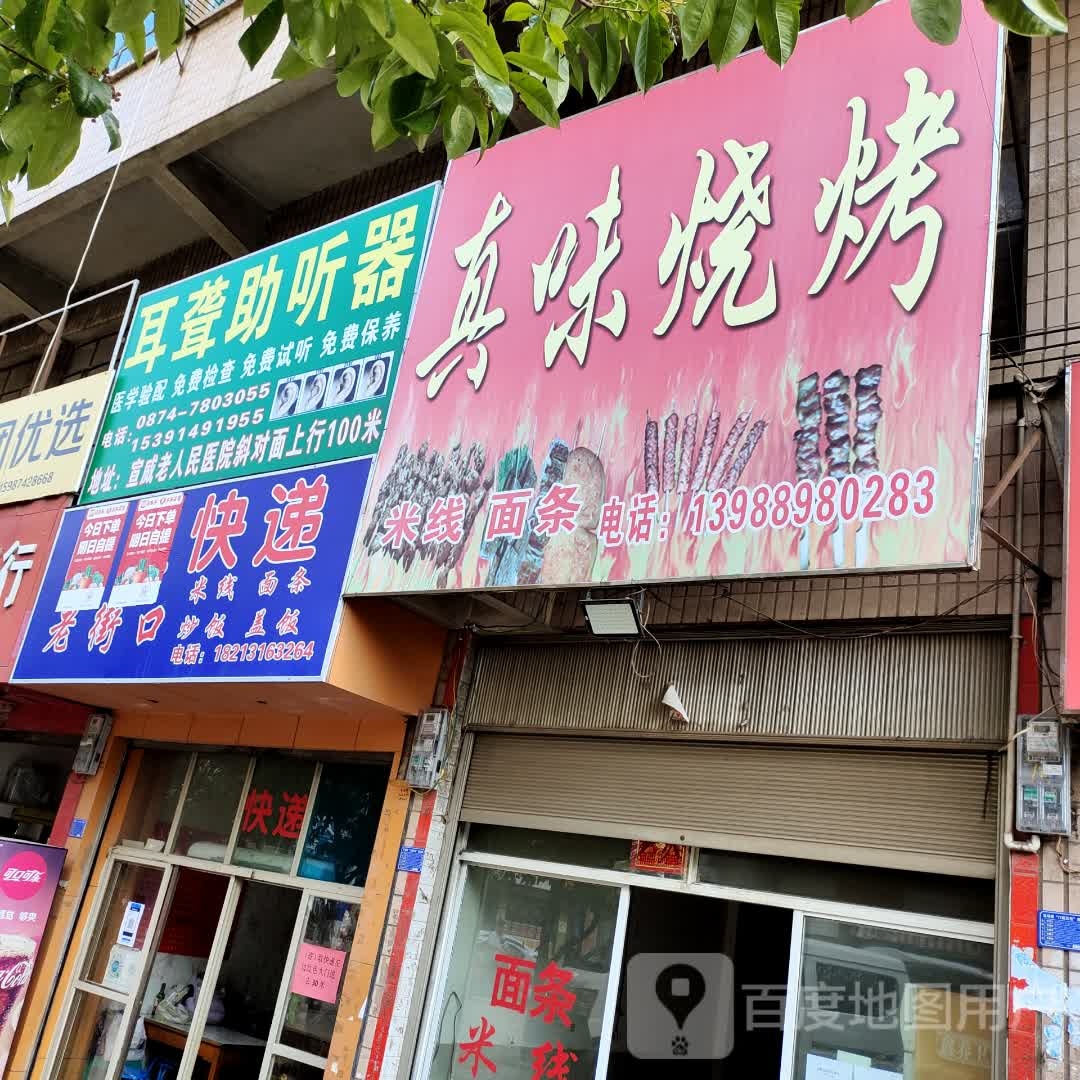 真味烧烤
米线 面条 电话：13988980283
耳聋助听器
医学验配 免费检查 免费试听 免费保养
电话：0874-7803055
15391491955
地址：宣威老人民医院斜对面上行100米
优选
15987428668
行
今日下单
明日自提
今日下单
明日自提
快递
米线 面条
老街口 炒饭 盖饭
电话：18213163264
快递
可口可乐
面条
米线
百度地图用户